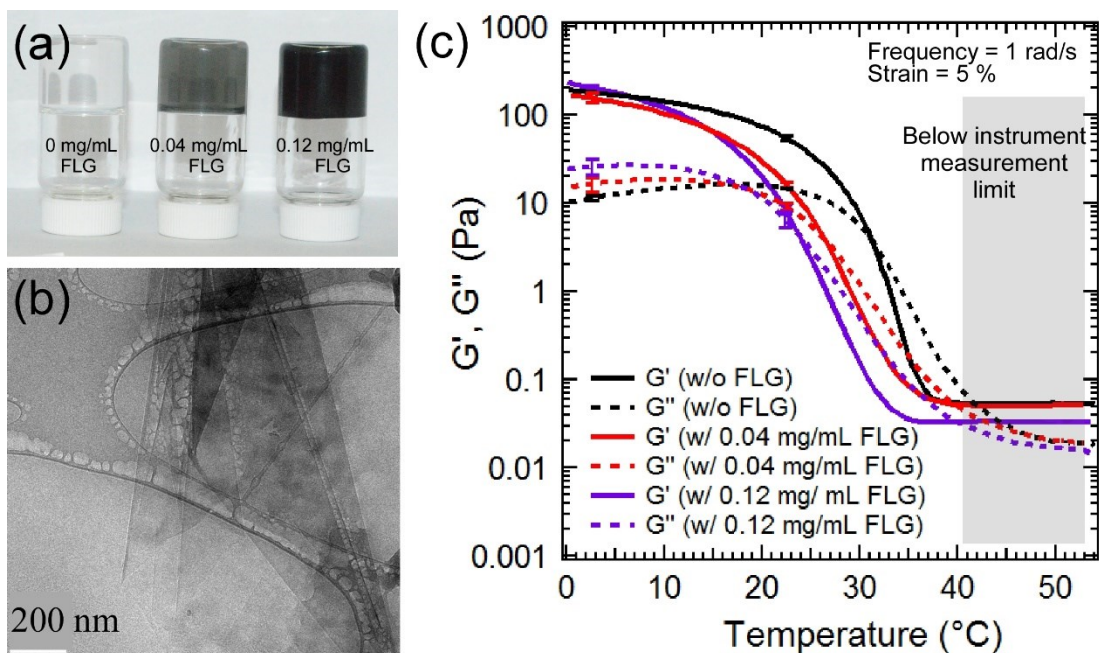 (a)
0 mg/mL
FLG
0.04 mg/mL
FLG
0.12 mg/mL
FLG
(b)
200 nm
(c)
1000
100
10
1
0.1
0.01
0.001
G', G" (Pa)
Frequency = 1 rad/s
Strain = 5 %
Below instrument
measurement
limit
G' (w/o FLG)
G" (w/o FLG)
G' (w/ 0.04 mg/mL FLG)
G" (w/ 0.04 mg/mL FLG)
G' (w/ 0.12 mg/ mL FLG)
G" (w/ 0.12 mg/mL FLG)
0
10
20
30
40
50
Temperature (°C)